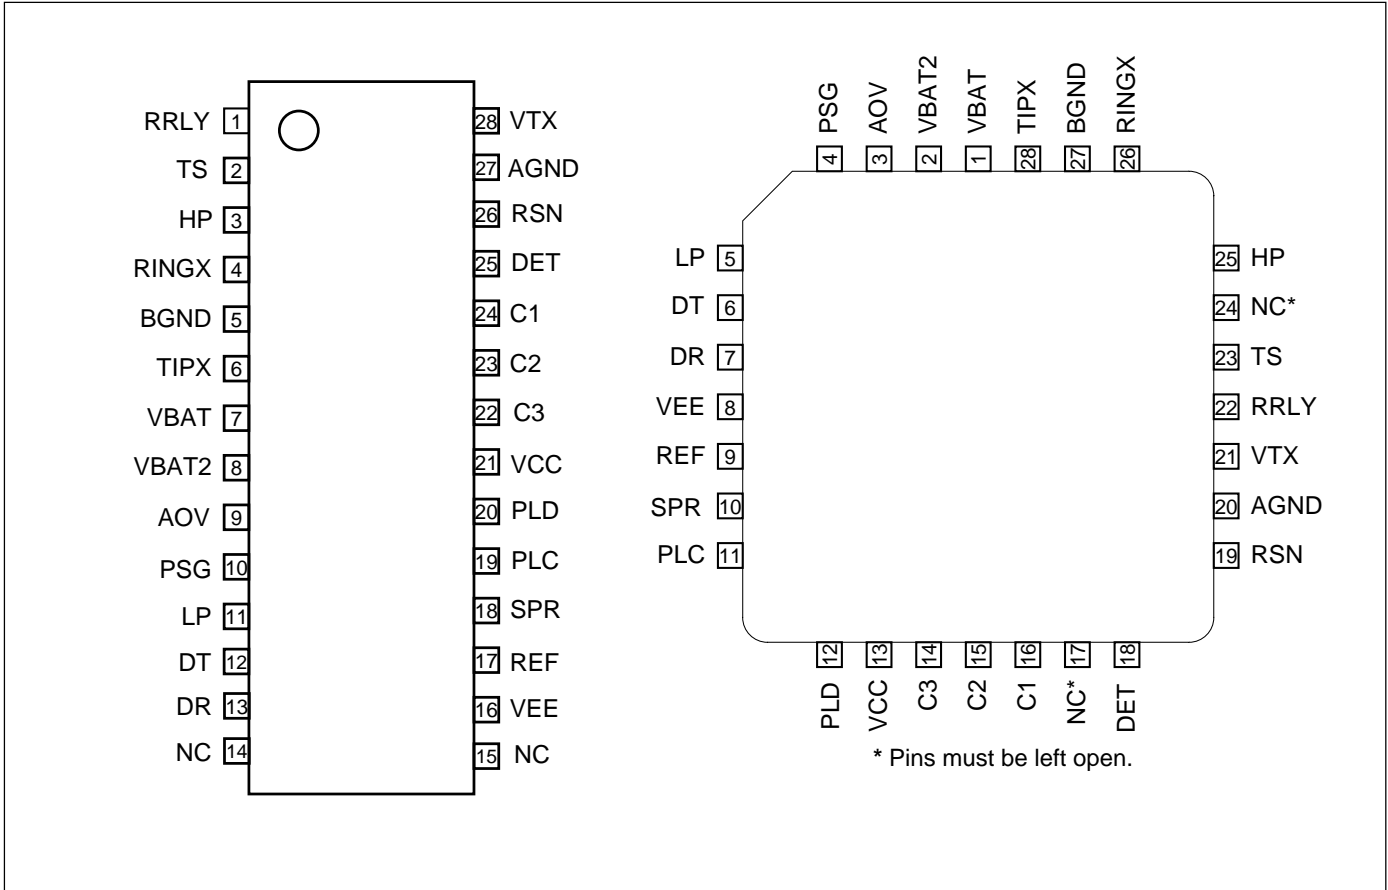 RRLY 1
TS 2
HP 3
RINGX 4
BGND 5
TIPX 6
VBAT 7
VBAT2 8
AOV 9
PSG 10
LP 11
DT 12
DR 13
NC 14
28 VTX
27 AGND
26 RSN
25 DET
24 C1
23 C2
22 C3
21 VCC
20 PLD
19 PLC
18 SPR
17 REF
16 VEE
15 NC
PSG 4
AOV 3
VBAT2 2
VBAT 1
TIPX 28
BGND 27
RINGX 26
LP 5
DT 6
DR 7
VEE 8
REF 9
SPR 10
PLC 11
25 HP
24 NC*
23 TS
22 RRLY
21 VTX
20 AGND
19 RSN
PLD 12
VCC 13
C3 14
C2 15
C1 16
NC* 17
DET 18
* Pins must be left open.